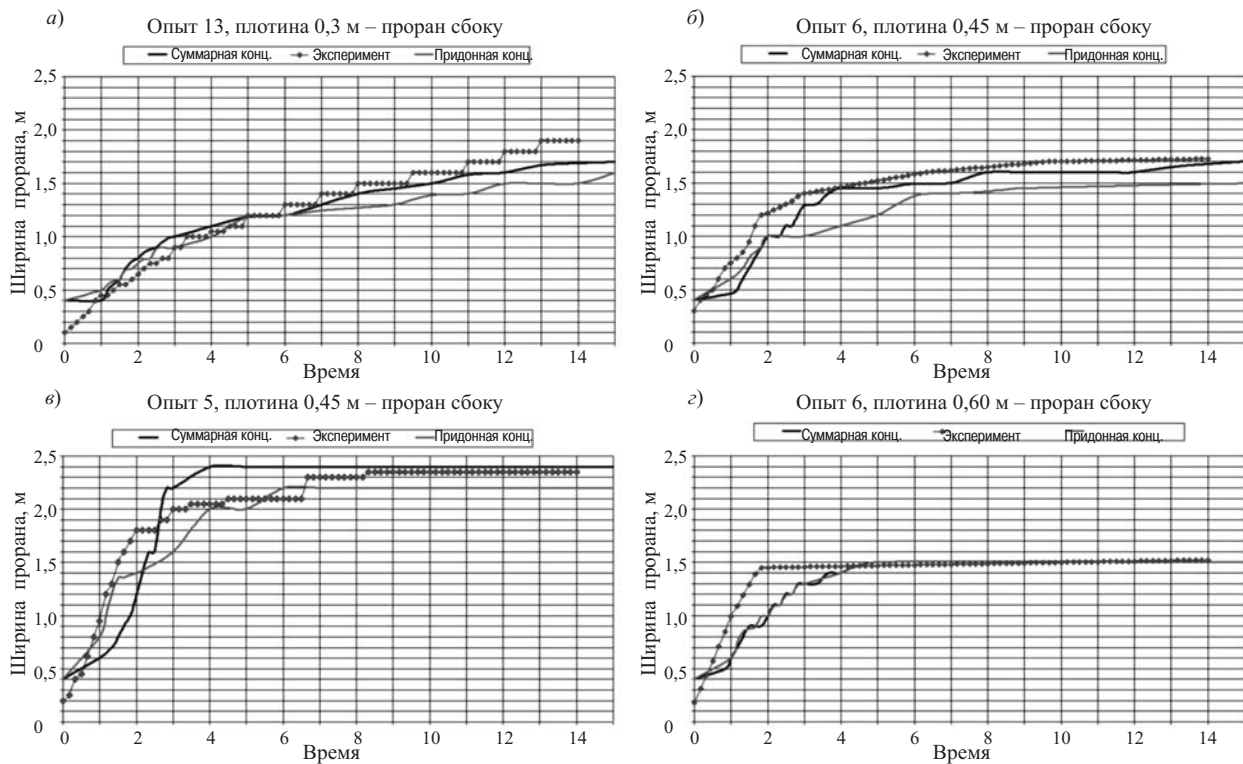 а) Опыт 13, плотина 0,3 м – проран сбоку
Суммарная конц. Эксперимент Придонная конц.
Ширина прорана, м
2,5
2,0
1,5
1,0
0,5
0
0 2 4 6 8 10 12 14
Время
б) Опыт 6, плотина 0,45 м – проран сбоку
Суммарная конц. Эксперимент Придонная конц.
Ширина прорана, м
2,5
2,0
1,5
1,0
0,5
0
0 2 4 6 8 10 12 14
Время
в) Опыт 5, плотина 0,45 м – проран сбоку
Суммарная конц. Эксперимент Придонная конц.
Ширина прорана, м
2,5
2,0
1,5
1,0
0,5
0
0 2 4 6 8 10 12 14
Время
г) Опыт 6, плотина 0,60 м – проран сбоку
Суммарная конц. Эксперимент Придонная конц.
Ширина прорана, м
2,5
2,0
1,5
1,0
0,5
0
0 2 4 6 8 10 12 14
Время